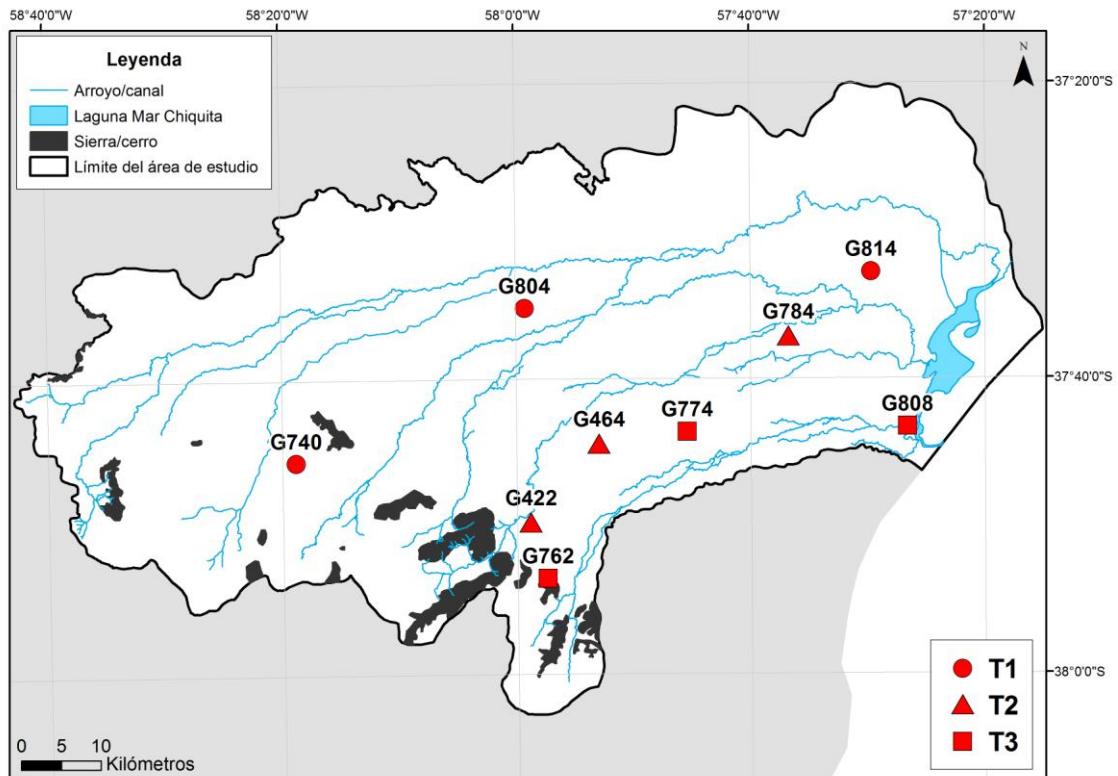 58°40'0"W
58°20'0"W
58°0'0"W
57°40'0"W
57°20'0"W
Leyenda
Arroyo/canal
Laguna Mar Chiquita
Sierra/cerro
Límite del área de estudio
N
37°20'0"S
G814
G804
G784
37°40'0"S
G808
G774
G464
G740
G422
G762
38°0'0"S
T1
T2
T3
0 5 10
Kilómetros